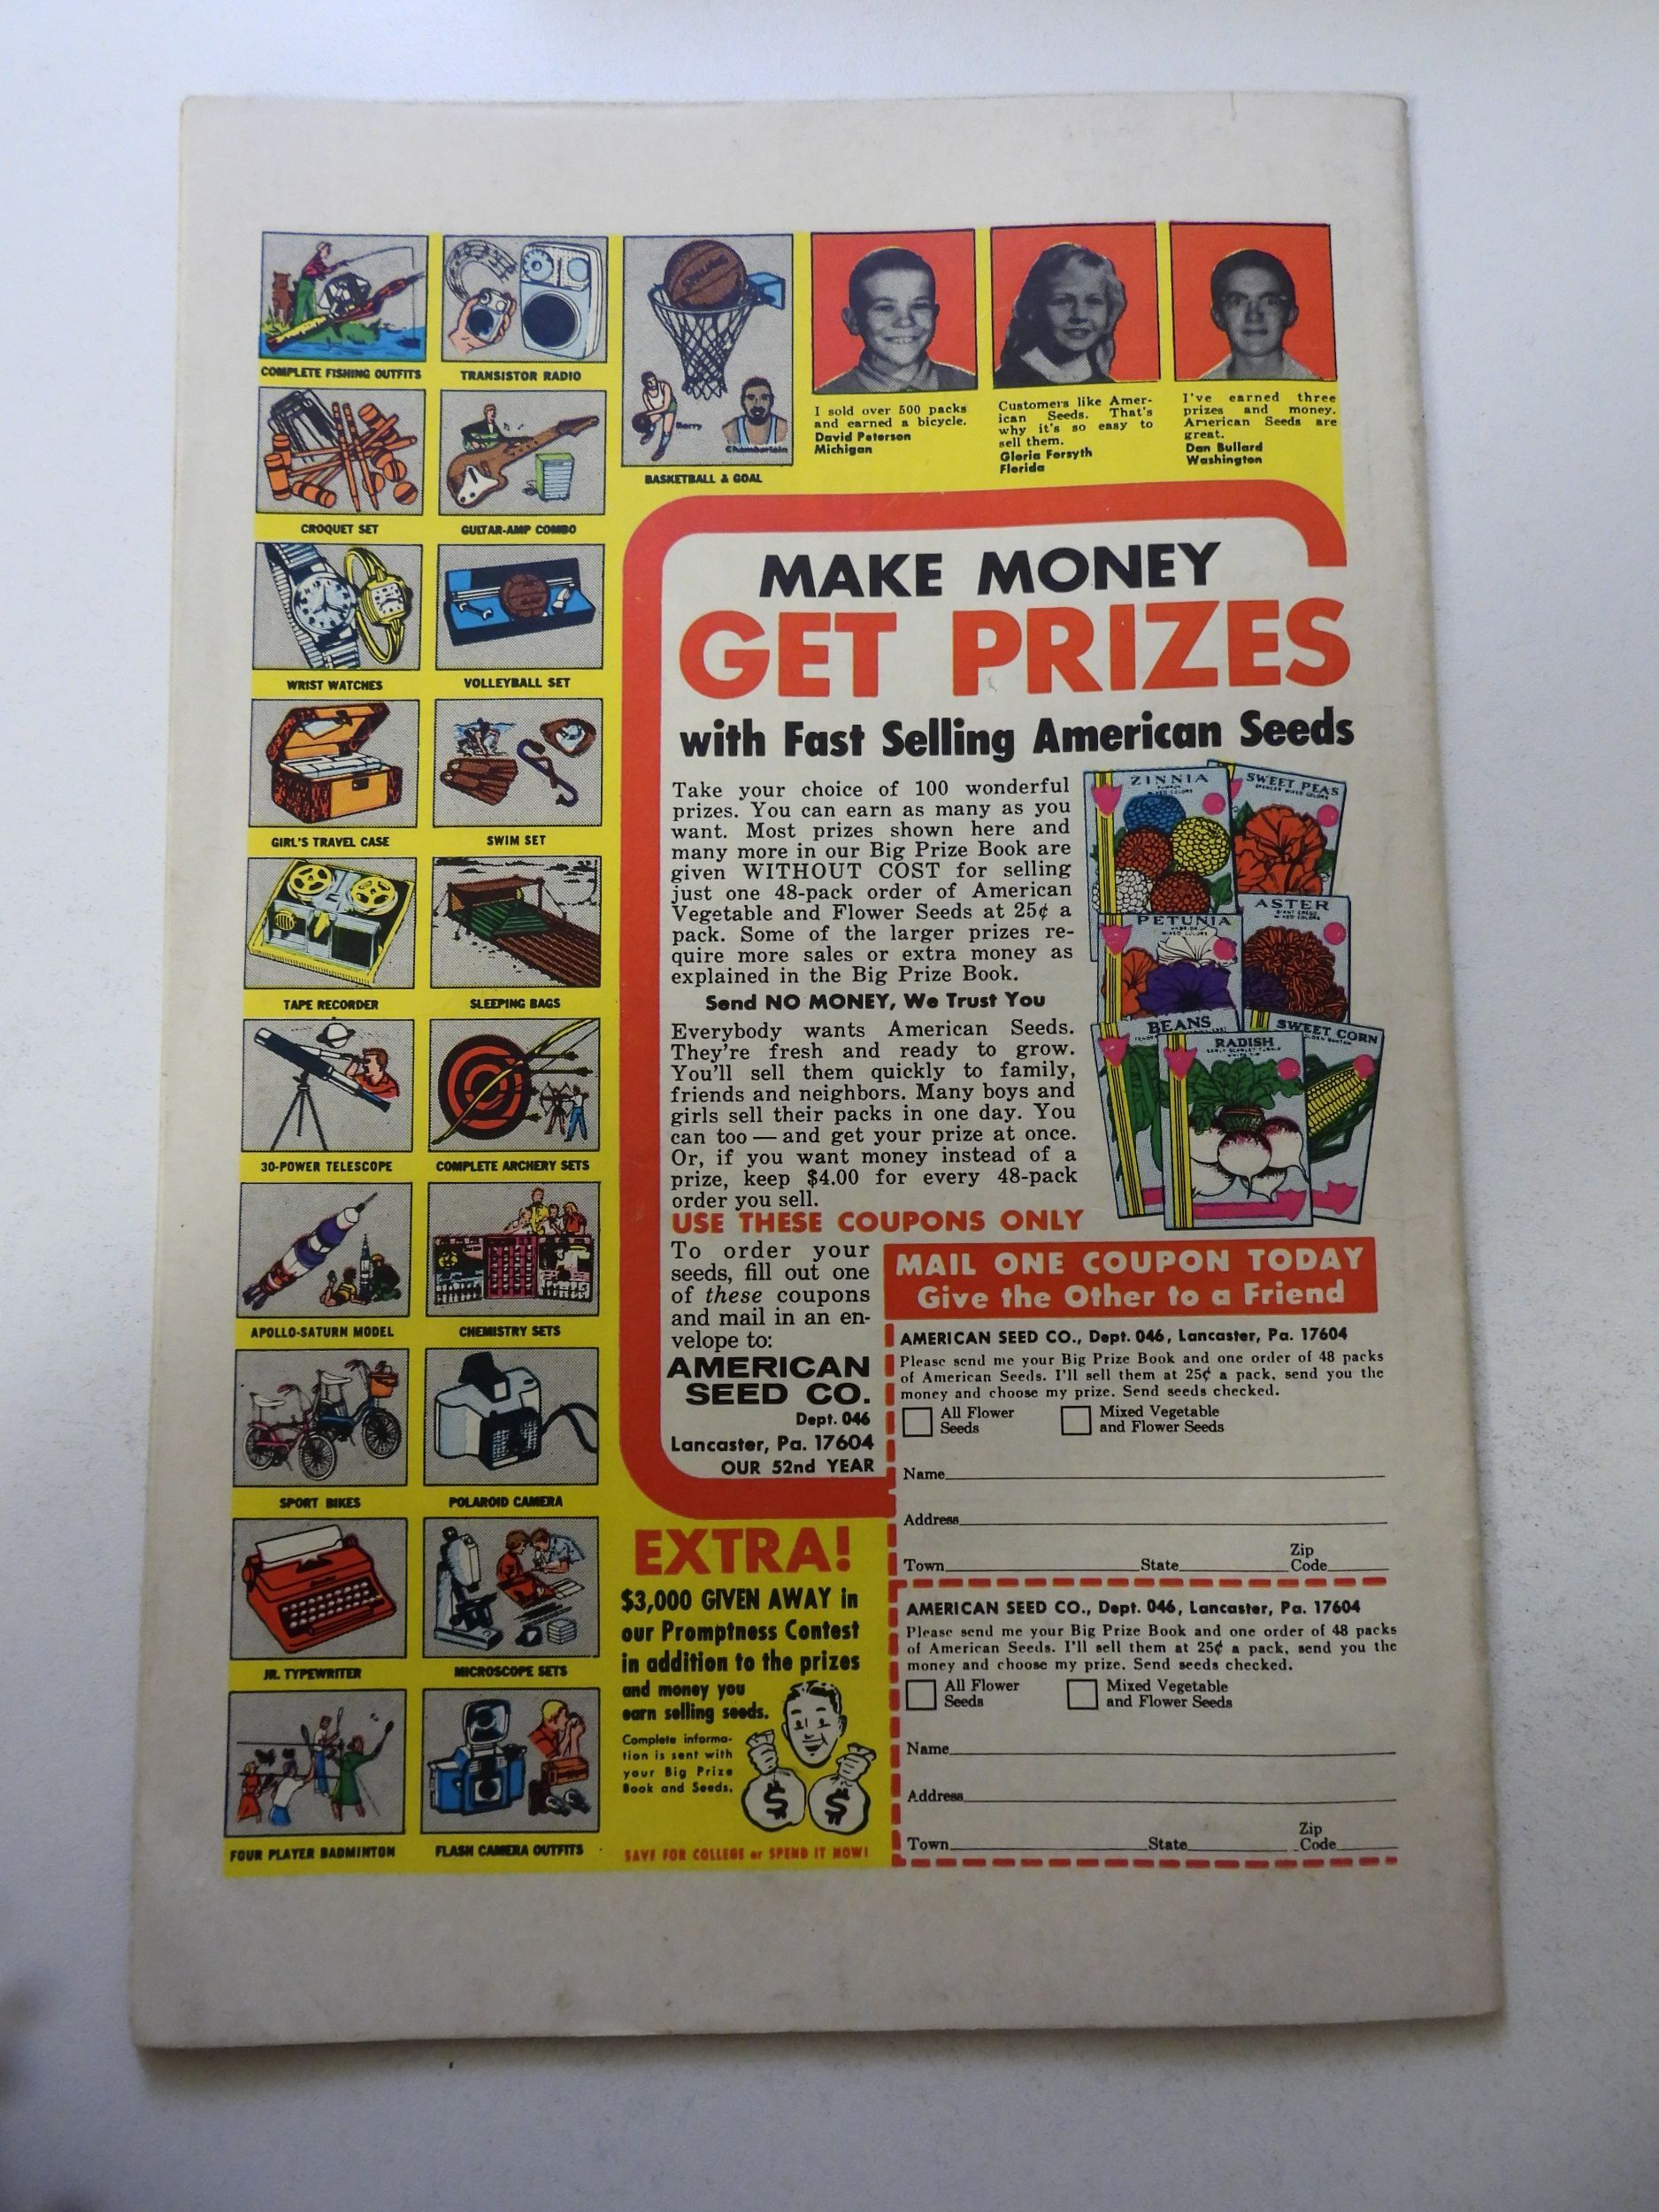 COMPLETE FISHING OUTFITS
TRANSISTOR RADIO
CROQUET SET
GUITAR-AMP COMBO
WRIST WATCHES
VOLLEYBALL SET
GIRL'S TRAVEL CASE
SWIM SET
TAPE RECORDER
SLEEPING BAGS
30-POWER TELESCOPE
COMPLETE ARCHERY SETS
APOLLO-SATURN MODEL
CHEMISTRY SETS
SPORT BIKES
POLAROID CAMERA
JR. TYPEWRITER
MICROSCOPE SETS
FOUR PLAYER BADMINTON
FLASH CAMERA OUTFITS
SPALDING
Barry
Chamberlain
BASKETBALL & GOAL
I sold over 500 packs
and earned a bicycle.
David Peterson
Michigan
Customers like Amer-
ican Seeds. That's
why it's so easy to
sell them.
Gloria Forsyth
Florida
I've earned three
prizes and money.
American Seeds are
great.
Dan Bullard
Washington
MAKE MONEY
GET PRIZES
with Fast Selling American Seeds
Take your choice of 100 wonderful
prizes. You can earn as many as you
want. Most prizes shown here and
many more in our Big Prize Book are
given WITHOUT COST for selling
just one 48-pack order of American
Vegetable and Flower Seeds at 25¢ a
pack. Some of the larger prizes re-
quire more sales or extra money as
explained in the Big Prize Book.
Send NO MONEY, We Trust You
Everybody wants American Seeds.
They're fresh and ready to grow.
You'll sell them quickly to family,
friends and neighbors. Many boys and
girls sell their packs in one day. You
can too — and get your prize at once.
Or, if you want money instead of a
prize, keep $4.00 for every 48-pack
order you sell.
ZINNIA
MIXED COLORS
SWEET PEAS
SPENCER MIXED COLORS
PETUNIA
MIXED COLORS
ASTER
MIXED COLORS
BEANS
RADISH
SWEET CORN
USE THESE COUPONS ONLY
To order your
seeds, fill out one
of these coupons
and mail in an en-
velope to:
AMERICAN
SEED CO.
Dept. 046
Lancaster, Pa. 17604
OUR 52nd YEAR
MAIL ONE COUPON TODAY
Give the Other to a Friend
AMERICAN SEED CO., Dept. 046, Lancaster, Pa. 17604
Please send me your Big Prize Book and one order of 48 packs
of American Seeds. I'll sell them at 25¢ a pack, send you the
money and choose my prize. Send seeds checked.
All Flower
Seeds
Mixed Vegetable
and Flower Seeds
Name
Address
Town State Zip
Code
AMERICAN SEED CO., Dept. 046, Lancaster, Pa. 17604
Please send me your Big Prize Book and one order of 48 packs
of American Seeds. I'll sell them at 25¢ a pack, send you the
money and choose my prize. Send seeds checked.
All Flower
Seeds
Mixed Vegetable
and Flower Seeds
Name
Address
Town State Zip
Code
EXTRA!
$3,000 GIVEN AWAY in
our Promptness Contest
in addition to the prizes
and money you
earn selling seeds.
Complete informa-
tion is sent with
your Big Prize
Book and Seeds.
$ $
SAVE FOR COLLEGE or SPEND IT NOW!